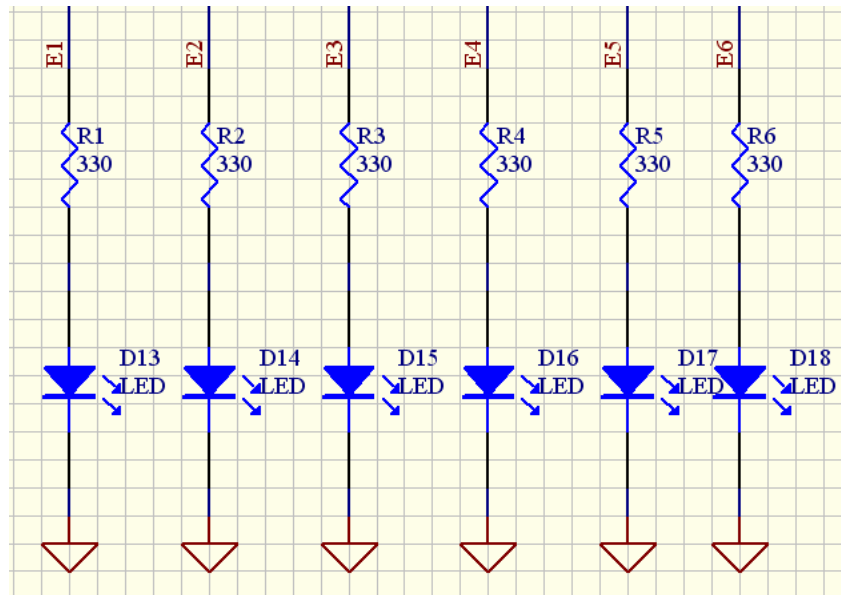 E1 E2 E3 E4 E5 E6
R1 R2 R3 R4 R5 R6
330 330 330 330 330 330
D13 D14 D15 D16 D17 D18
LED LED LED LED LED LED